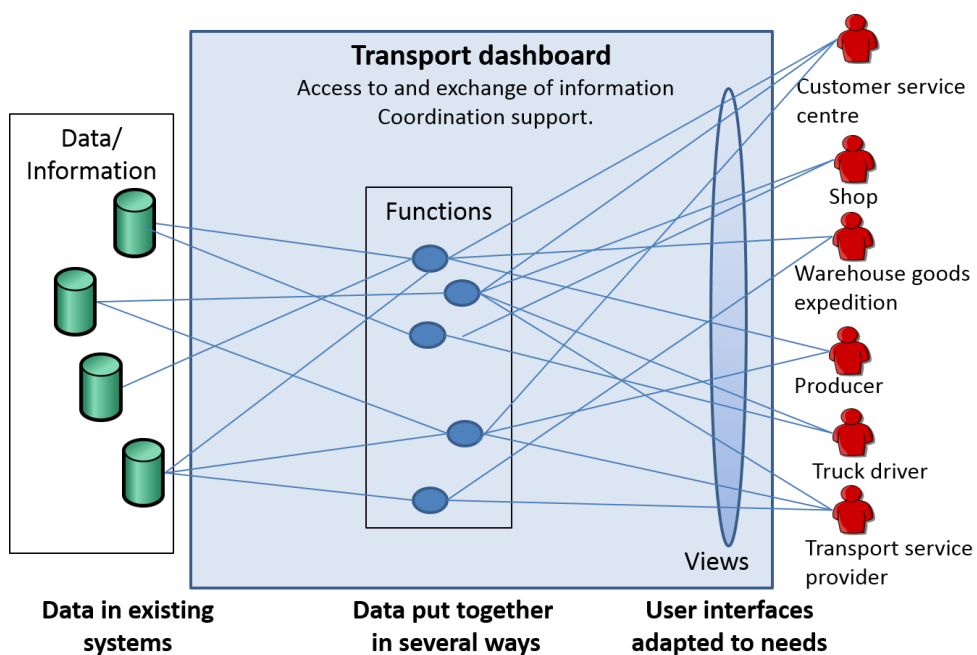 Transport dashboard
Access to and exchange of information
Coordination support.
Data/
Information
Functions
Views
Customer service
centre
Shop
Warehouse goods
expedition
Producer
Truck driver
Transport service
provider
Data in existing
systems
Data put together
in several ways
User interfaces
adapted to needs